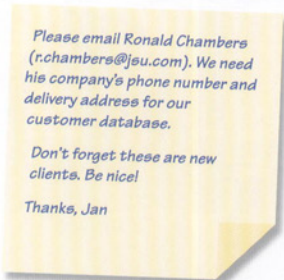 Please email Ronald Chambers
(r.chambers@jsu.com). We need
his company's phone number and
delivery address for our
customer database.
Don't forget these are new
clients. Be nice!
Thanks, Jan